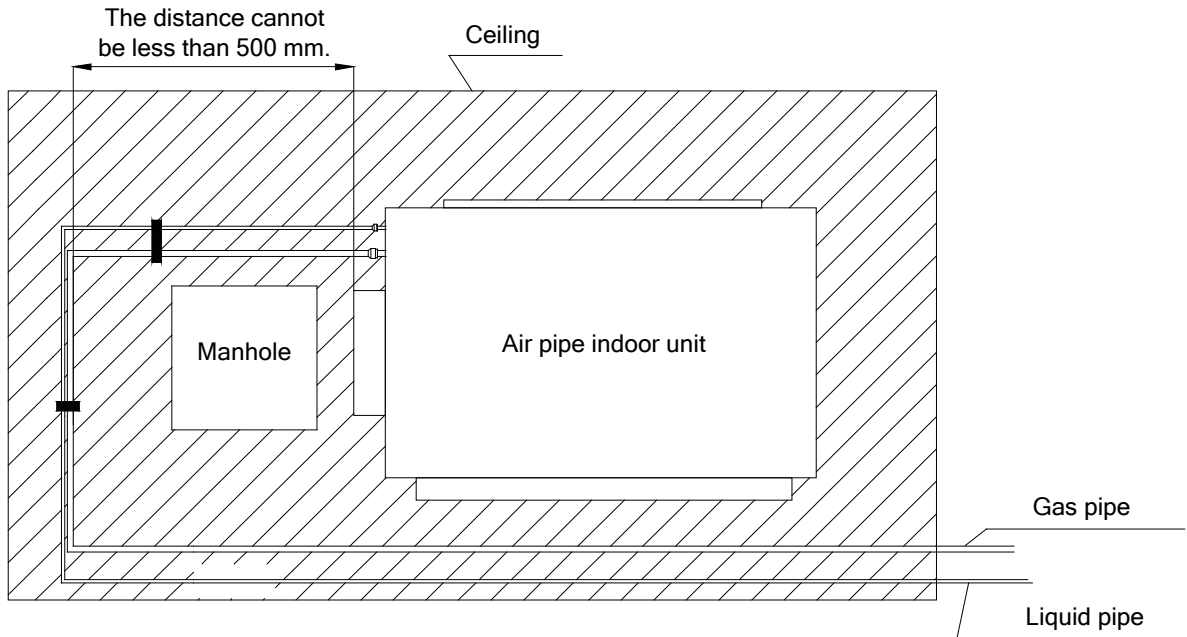 The distance cannot
be less than 500 mm.
Ceiling
Manhole
Air pipe indoor unit
Gas pipe
Liquid pipe